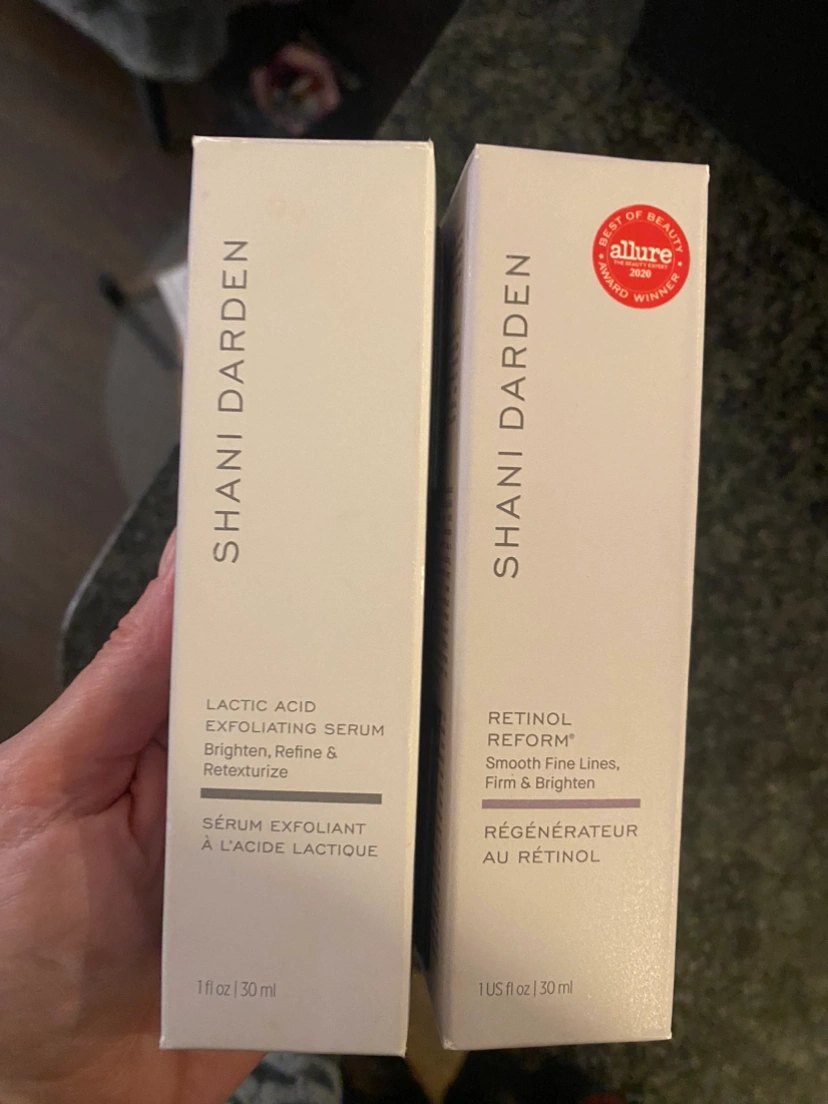 SHANI DARDEN
LACTIC ACID
EXFOLIATING SERUM
Brighten, Refine &
Retexturize
SÉRUM EXFOLIANT
À L'ACIDE LACTIQUE
1 fl oz | 30 ml
BEST OF BEAUTY
allure
THE BEAUTY EXPERT
2020
AWARD WINNER
SHANI DARDEN
RETINOL
REFORM®
Smooth Fine Lines,
Firm & Brighten
RÉGÉNÉRATEUR
AU RÉTINOL
1 US fl oz | 30 ml